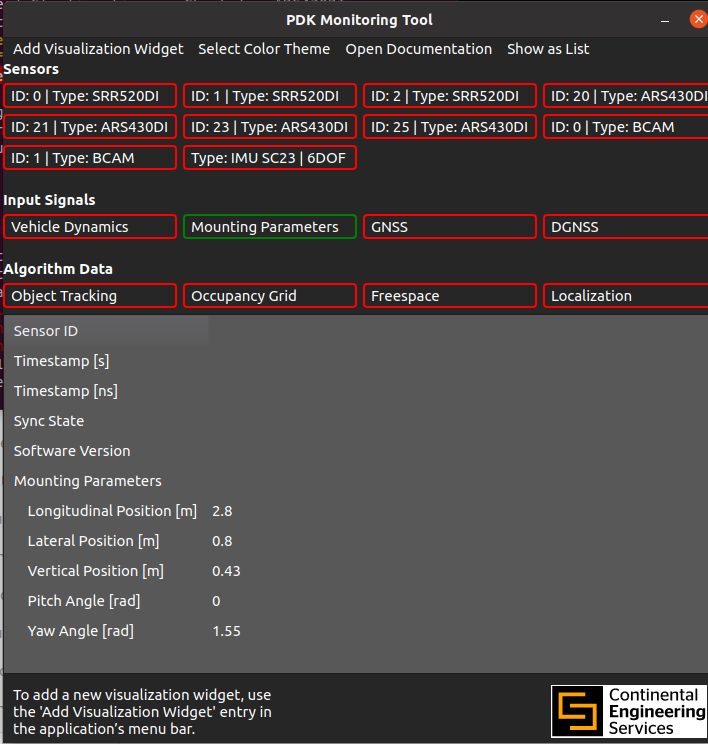 PDK Monitoring Tool
Add Visualization Widget Select Color Theme Open Documentation Show as List
Sensors
ID: 0 | Type: SRR520DI ID: 1 | Type: SRR520DI ID: 2 | Type: SRR520DI ID: 20 | Type: ARS430DI
ID: 21 | Type: ARS430DI ID: 23 | Type: ARS430DI ID: 25 | Type: ARS430DI ID: 0 | Type: BCAM
ID: 1 | Type: BCAM Type: IMU SC23 | 6DOF
Input Signals
Vehicle Dynamics Mounting Parameters GNSS DGNSS
Algorithm Data
Object Tracking Occupancy Grid Freespace Localization
Sensor ID
Timestamp [s]
Timestamp [ns]
Sync State
Software Version
Mounting Parameters
Longitudinal Position [m] 2.8
Lateral Position [m] 0.8
Vertical Position [m] 0.43
Pitch Angle [rad] 0
Yaw Angle [rad] 1.55
To add a new visualization widget, use
the 'Add Visualization Widget' entry in
the application’s menu bar.
Continental
Engineering
Services